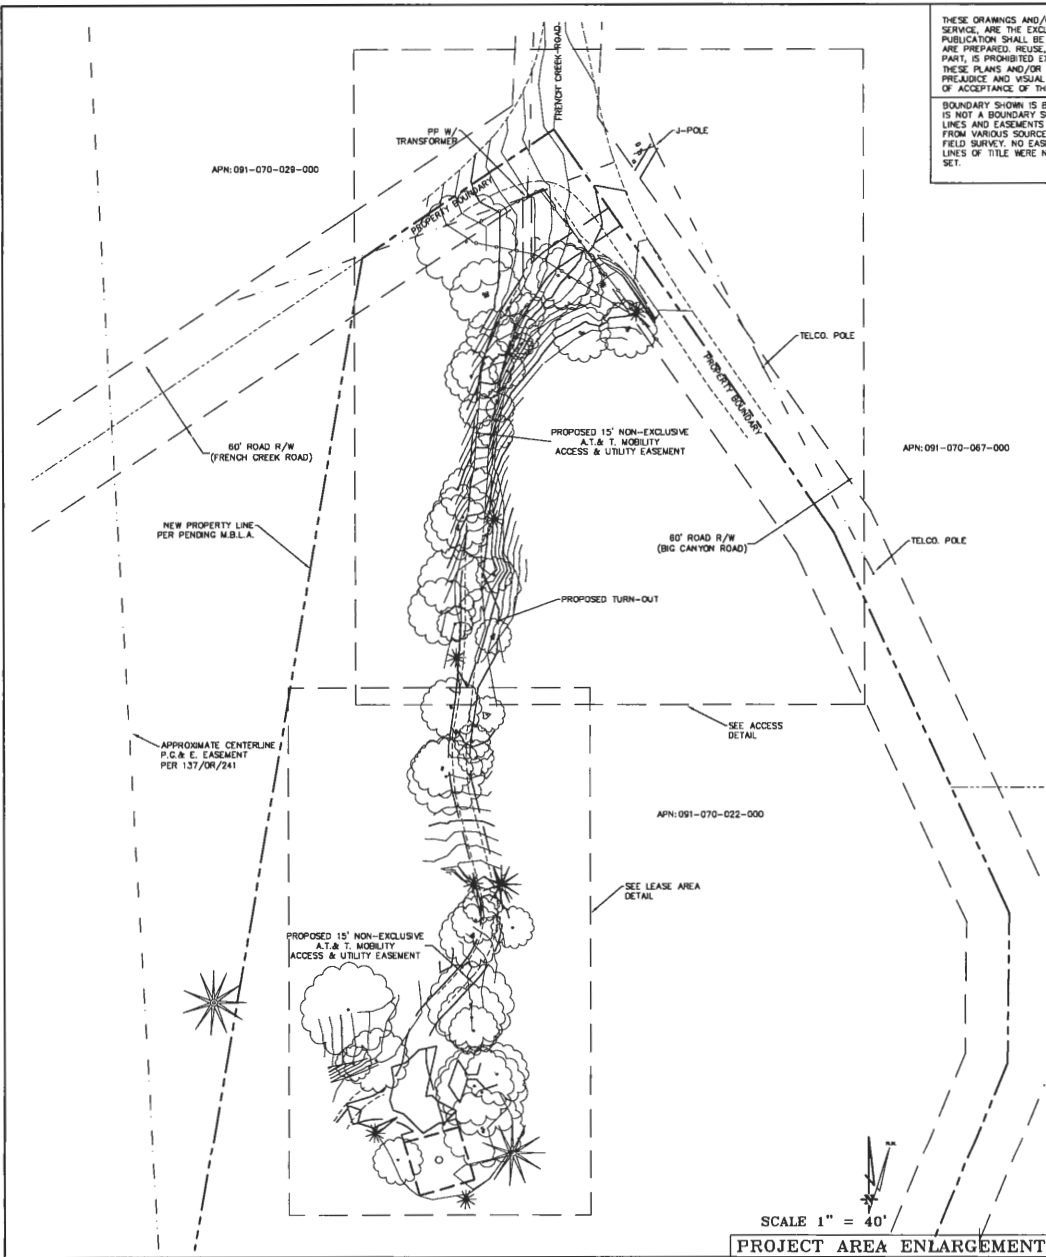 THESE DRAWINGS AND/
SERVICE, ARE THE EXCL
PUBLICATION SHALL BE
ARE PREPARED. REUSE,
PART, IS PROHIBITED E
THESE PLANS AND/OR
PREJUDICE AND VISUAL
OF ACCEPTANCE OF TH
BOUNDARY SHOWN IS B
IS NOT A BOUNDARY S
LINES AND EASEMENTS
FROM VARIOUS SOURCE
FIELD SURVEY. NO EAS
LINES OF TITLE WERE N
SET.
FRENCH CREEK ROAD
PP W/
TRANSFORMER
J-POLE
APN: 091-070-029-000
PROPERTY BOUNDARY
TELCO. POLE
PROPERTY BOUNDARY
PROPOSED 15' NON-EXCLUSIVE
A.T.& T. MOBILITY
ACCESS & UTILITY EASEMENT
60' ROAD R/W
(FRENCH CREEK ROAD)
APN: 091-070-067-000
NEW PROPERTY LINE
PER PENDING M.B.L.A.
60' ROAD R/W
(BIG CANYON ROAD)
TELCO. POLE
PROPOSED TURN-OUT
SEE ACCESS
DETAIL
APPROXIMATE CENTERLINE
P.G.& E. EASEMENT
PER 137/OR/241
APN: 091-070-022-000
SEE LEASE AREA
DETAIL
PROPOSED 15' NON-EXCLUSIVE
A.T.& T. MOBILITY
ACCESS & UTILITY EASEMENT
N
SCALE 1" = 40'
PROJECT AREA ENLARGEMENT